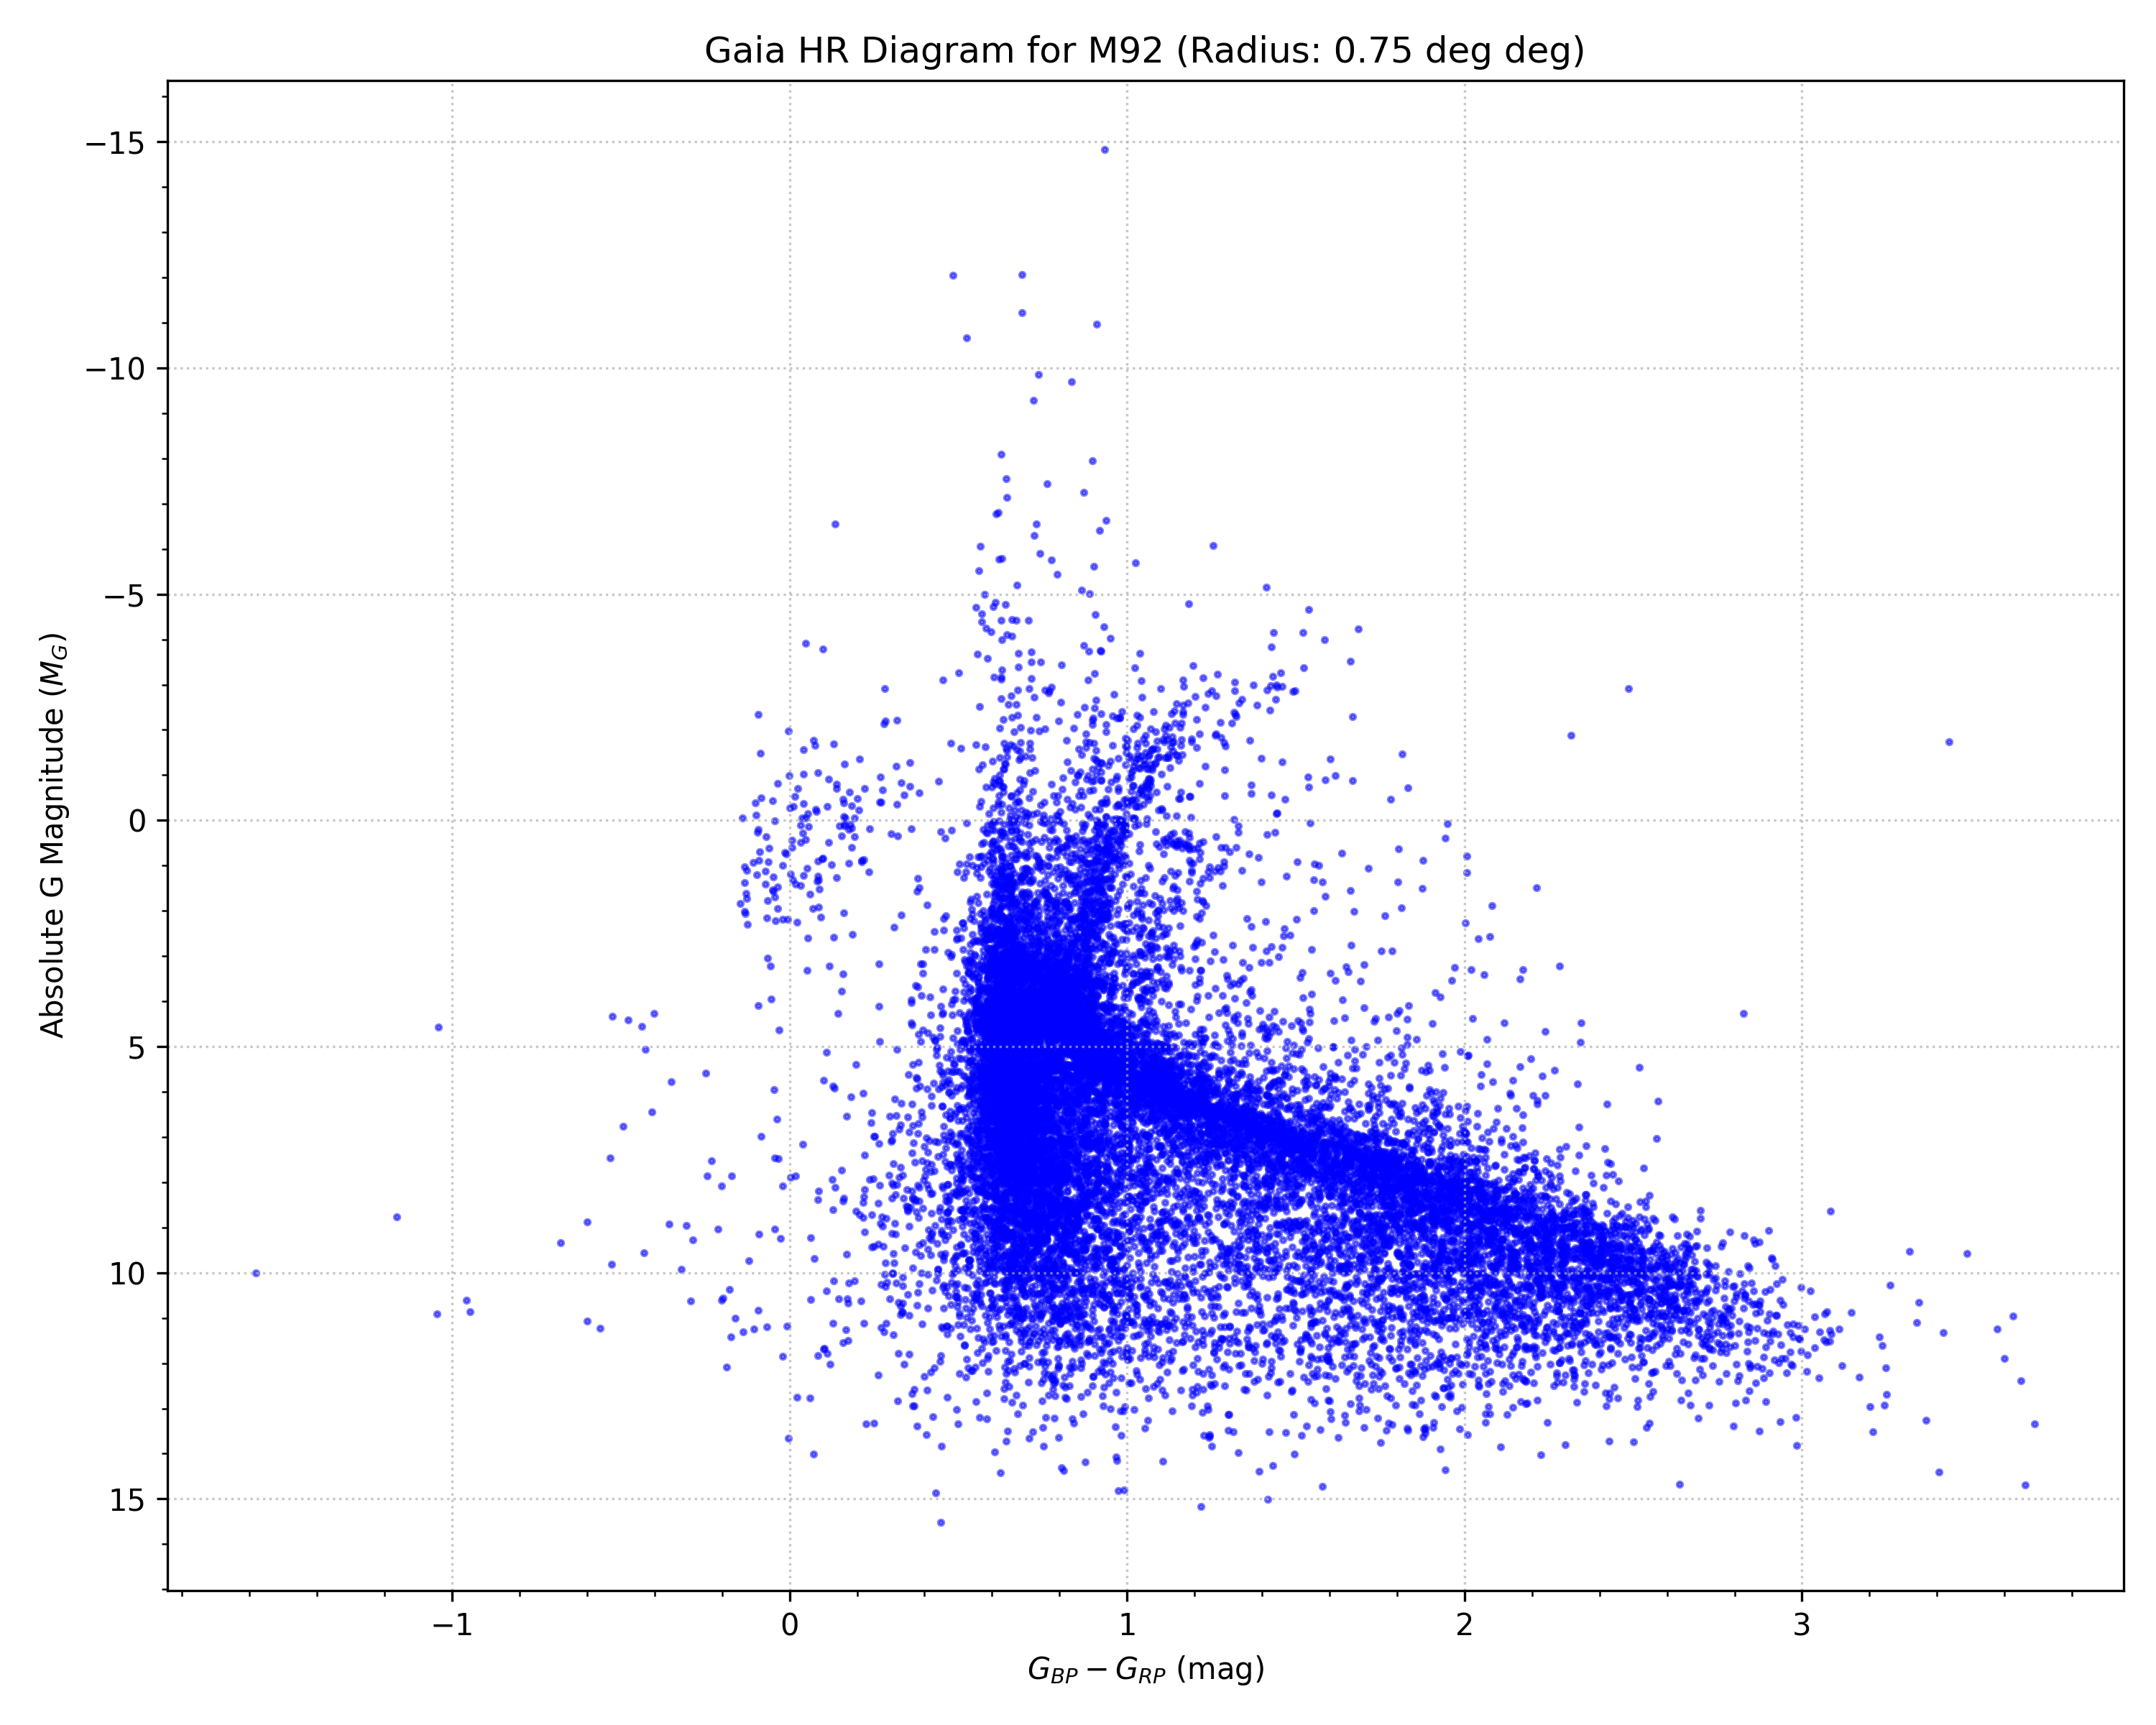 Gaia HR Diagram for M92 (Radius: 0.75 deg deg)
Absolute G Magnitude (M_G)
−15
−10
−5
0
5
10
15
−1 0 1 2 3
G_BP − G_RP (mag)